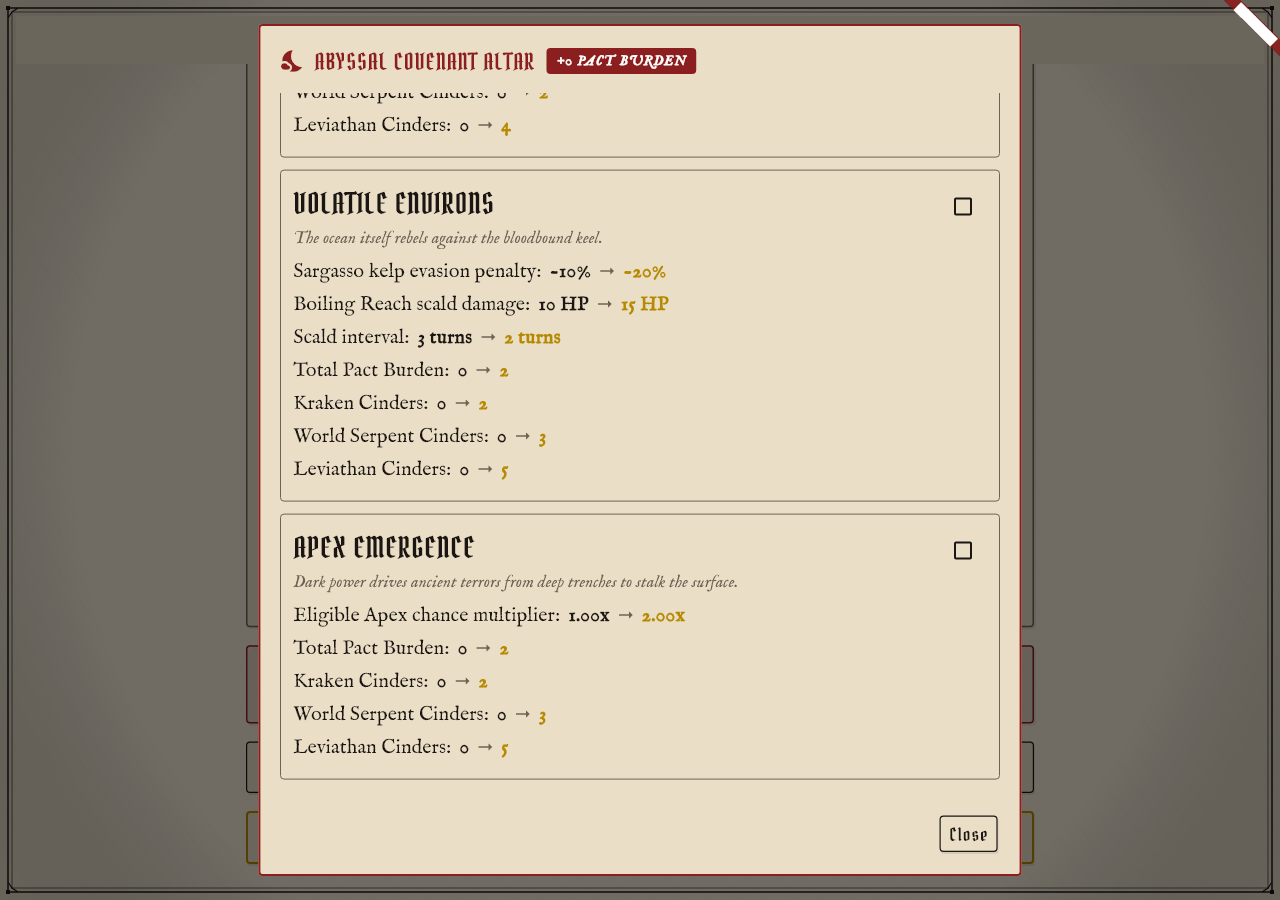 ABYSSAL COVENANT ALTAR +0 PACT BURDEN
World Serpent Cinders: 0 → 2
Leviathan Cinders: 0 → 4
VOLATILE ENVIRONS
The ocean itself rebels against the bloodbound keel.
Sargasso kelp evasion penalty: -10% → -20%
Boiling Reach scald damage: 10 HP → 15 HP
Scald interval: 3 turns → 2 turns
Total Pact Burden: 0 → 2
Kraken Cinders: 0 → 2
World Serpent Cinders: 0 → 3
Leviathan Cinders: 0 → 5
APEX EMERGENCE
Dark power drives ancient terrors from deep trenches to stalk the surface.
Eligible Apex chance multiplier: 1.00x → 2.00x
Total Pact Burden: 0 → 2
Kraken Cinders: 0 → 2
World Serpent Cinders: 0 → 3
Leviathan Cinders: 0 → 5
Close